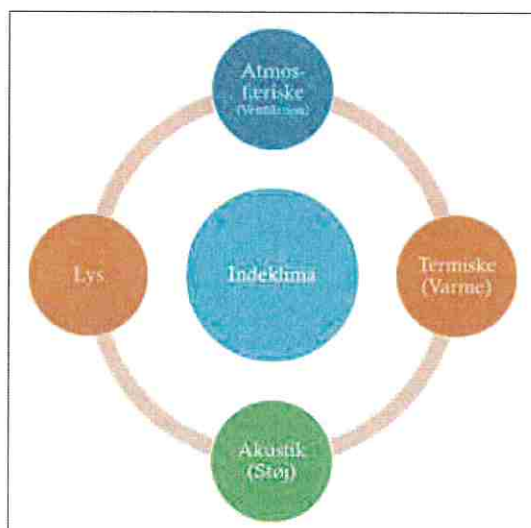 Atmos-
færiske
(Ventilation)
Lys
Indeklima
Termiske
(Varme)
Akustik
(Støj)